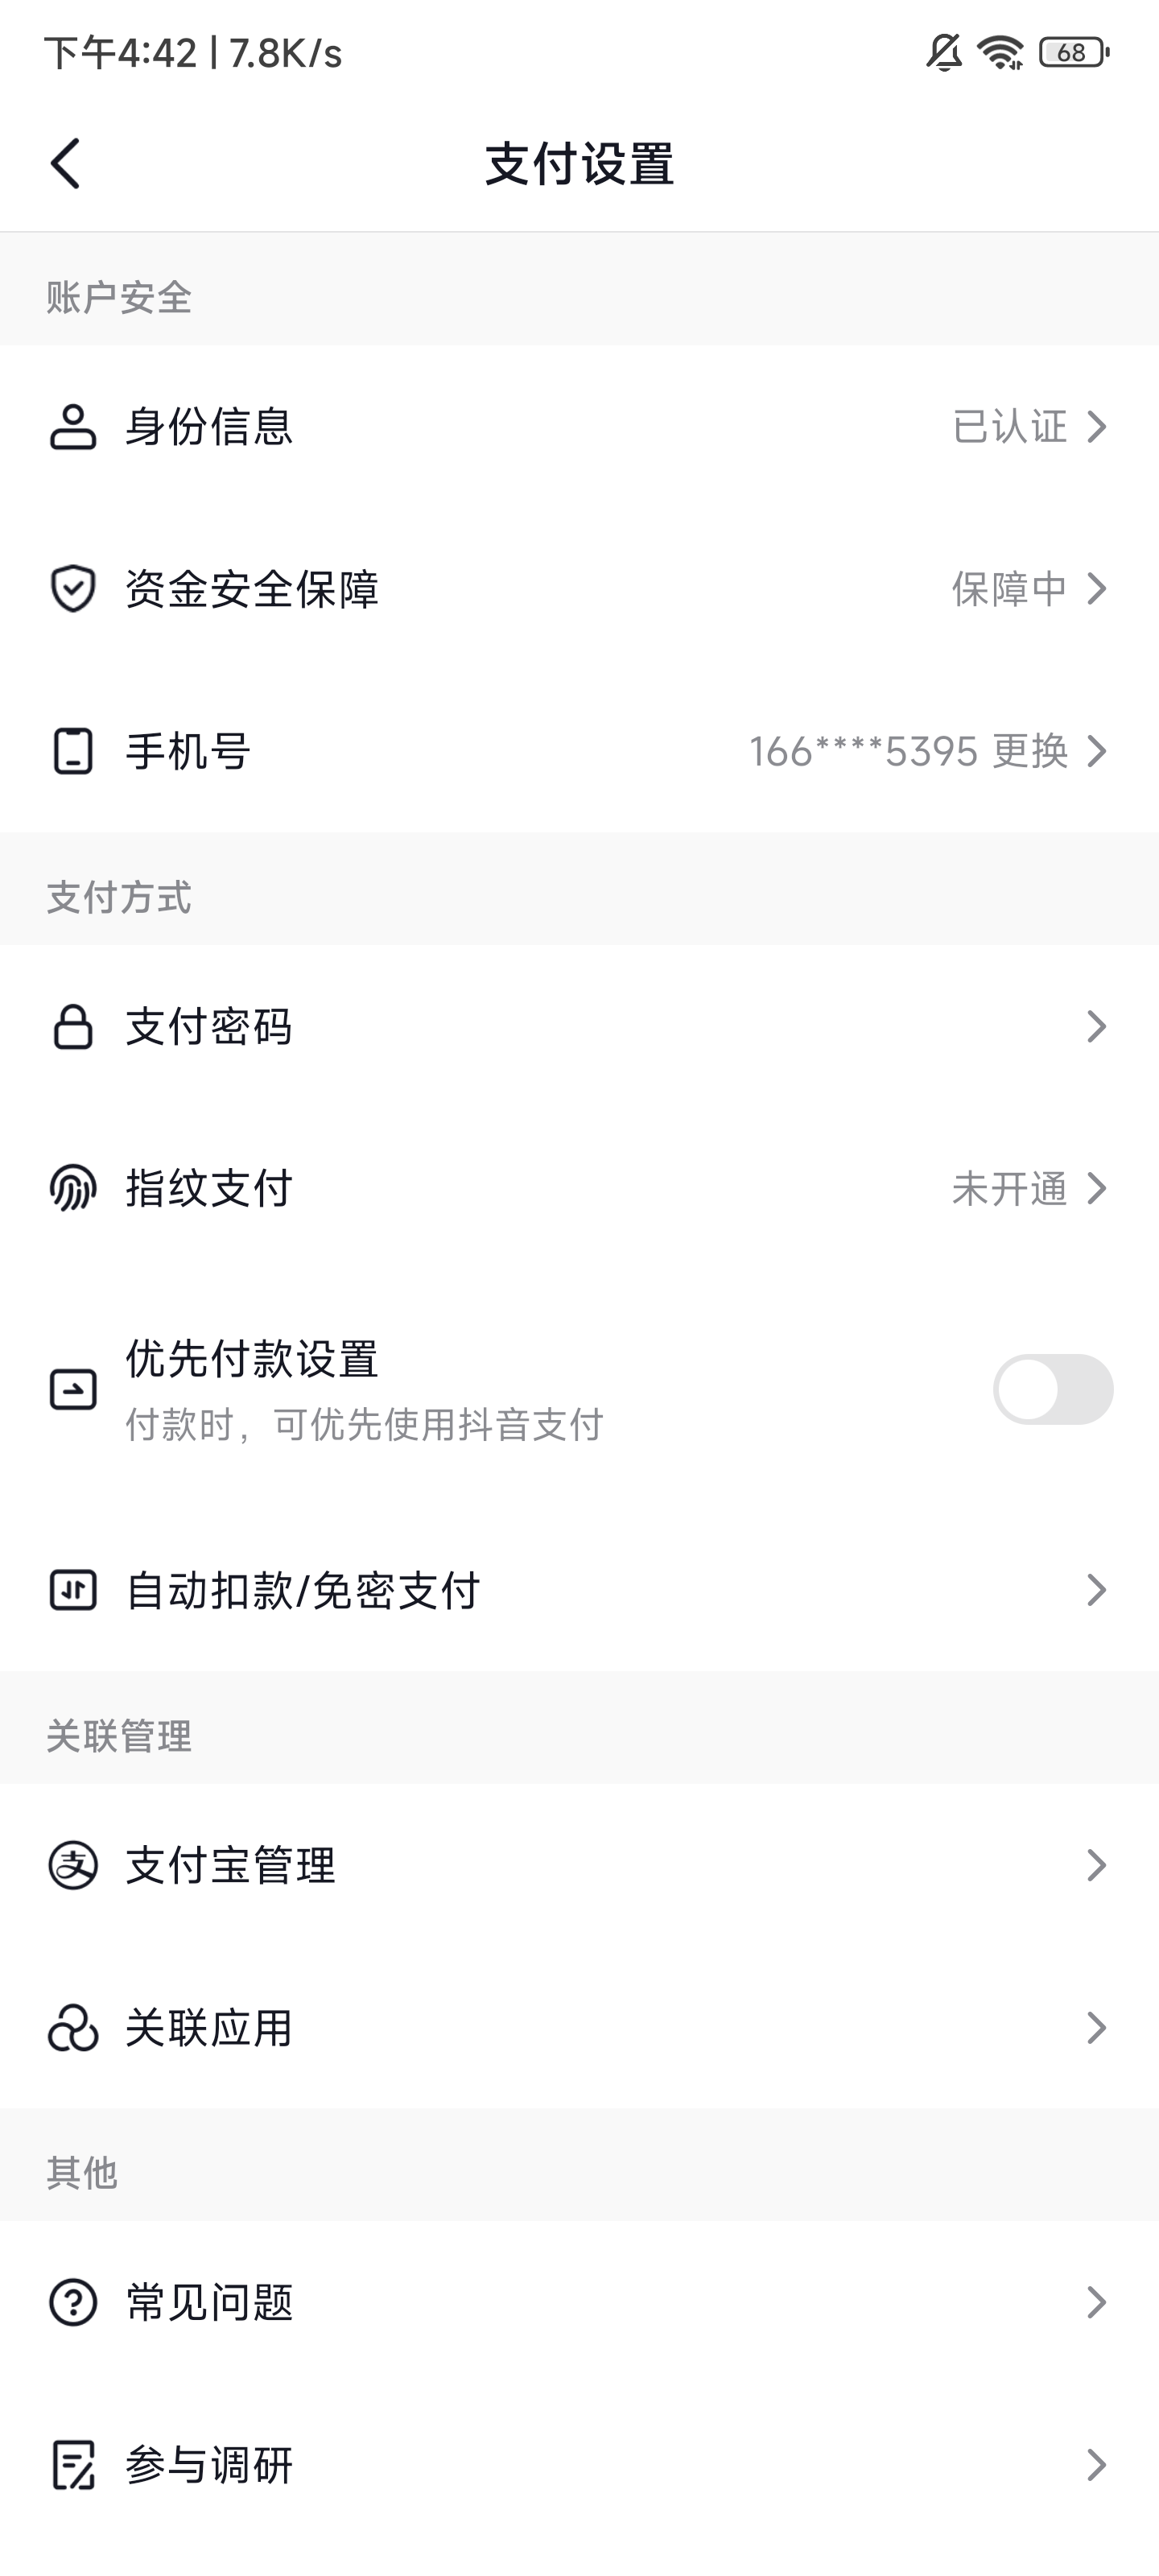 下午4:42 | 7.8K/s
68
支付设置
账户安全
身份信息 已认证
资金安全保障 保障中
手机号 166****5395 更换
支付方式
支付密码
指纹支付 未开通
优先付款设置
付款时，可优先使用抖音支付
自动扣款/免密支付
关联管理
支付宝管理
关联应用
其他
常见问题
参与调研